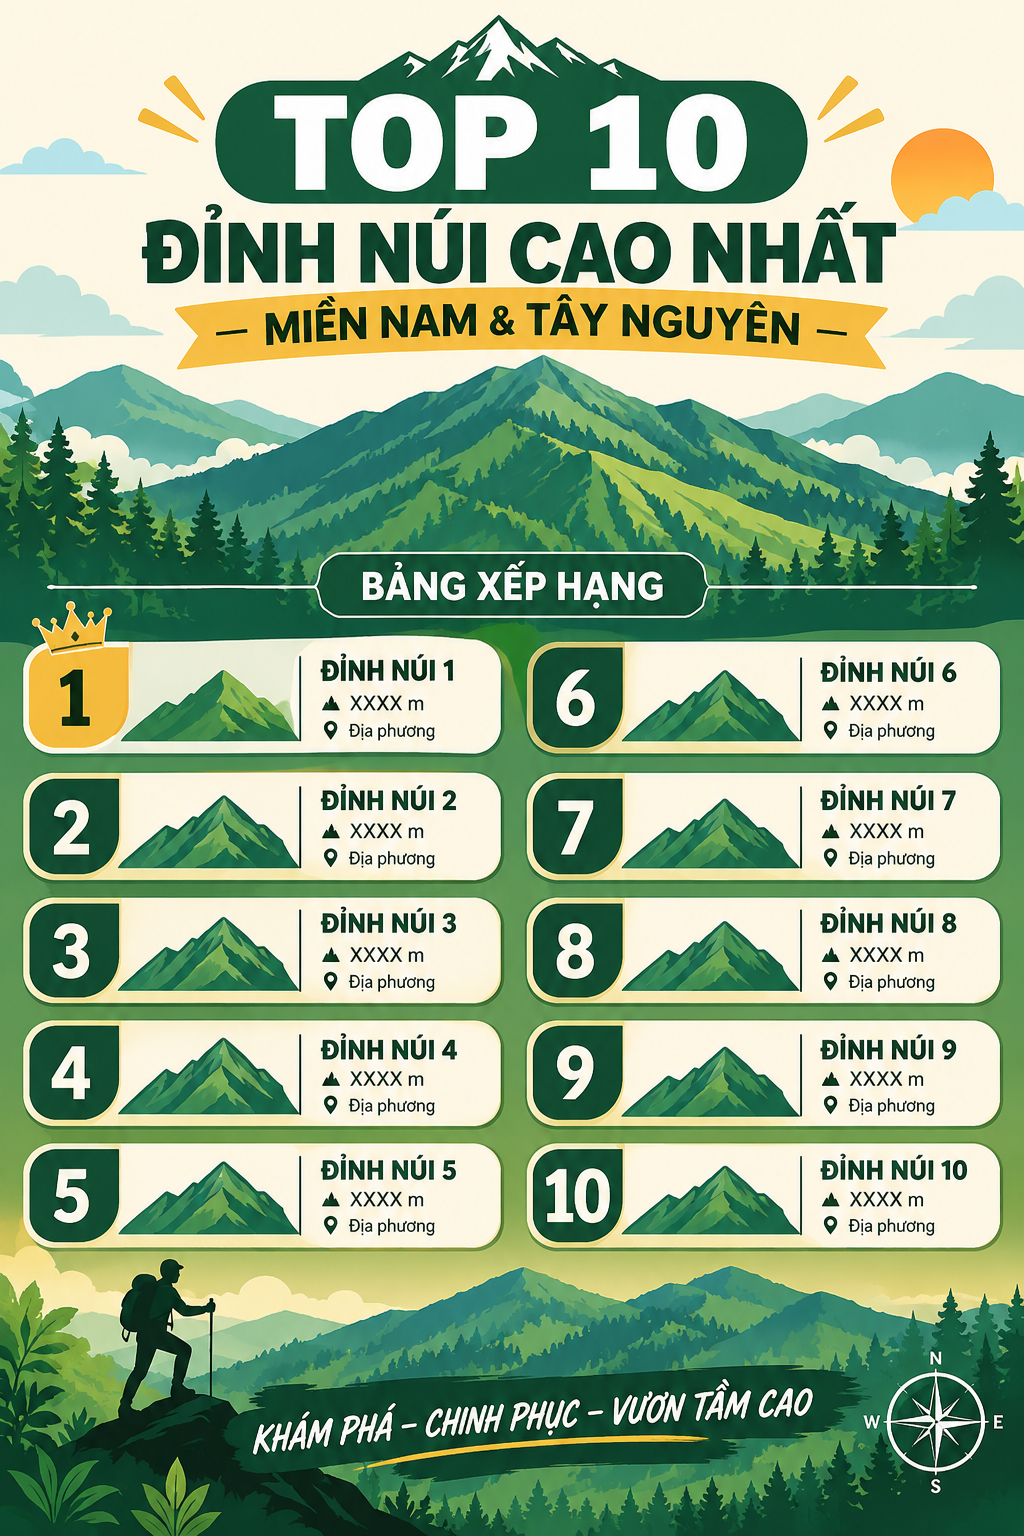 TOP 10
ĐỈNH NÚI CAO NHẤT
— MIỀN NAM & TÂY NGUYÊN —
BẢNG XẾP HẠNG
1
ĐỈNH NÚI 1
XXXX m
Địa phương
2
ĐỈNH NÚI 2
XXXX m
Địa phương
3
ĐỈNH NÚI 3
XXXX m
Địa phương
4
ĐỈNH NÚI 4
XXXX m
Địa phương
5
ĐỈNH NÚI 5
XXXX m
Địa phương
6
ĐỈNH NÚI 6
XXXX m
Địa phương
7
ĐỈNH NÚI 7
XXXX m
Địa phương
8
ĐỈNH NÚI 8
XXXX m
Địa phương
9
ĐỈNH NÚI 9
XXXX m
Địa phương
10
ĐỈNH NÚI 10
XXXX m
Địa phương
KHÁM PHÁ – CHINH PHỤC – VƯƠN TẦM CAO
N
W E
S